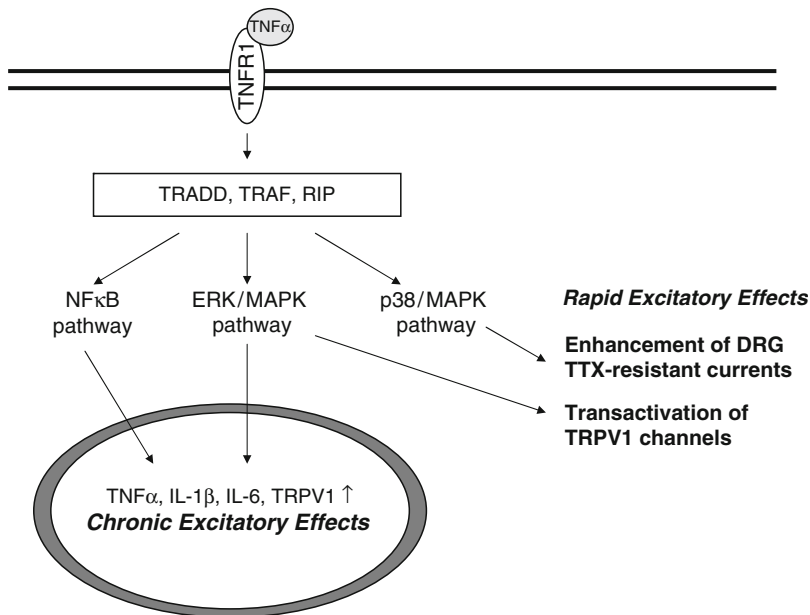 TNFα
TNFR1
TRADD, TRAF, RIP
NFκB
pathway
ERK/MAPK
pathway
p38/MAPK
pathway
Rapid Excitatory Effects
Enhancement of DRG
TTX-resistant currents
Transactivation of
TRPV1 channels
TNFα, IL-1β, IL-6, TRPV1 ↑
Chronic Excitatory Effects